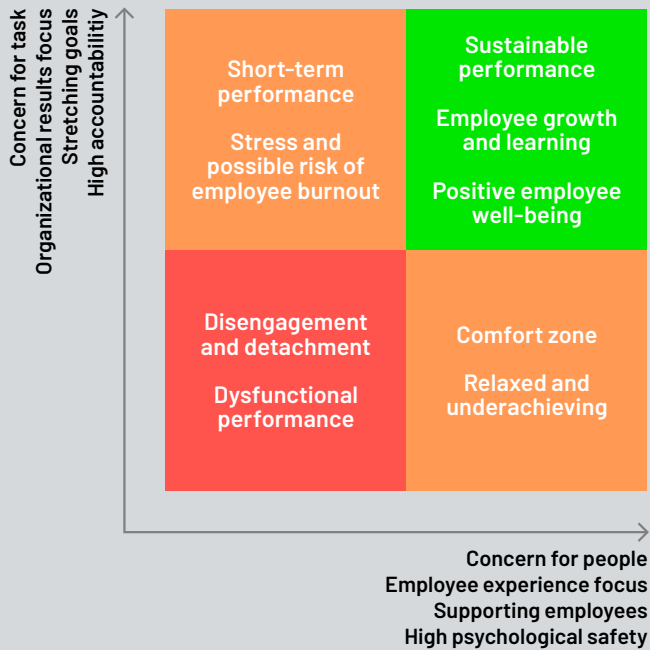 Concern for task
Organizational results focus
Stretching goals
High accountabilitiy
Short-term
performance
Stress and
possible risk of
employee burnout
Sustainable
performance
Employee growth
and learning
Positive employee
well-being
Disengagement
and detachment
Dysfunctional
performance
Comfort zone
Relaxed and
underachieving
Concern for people
Employee experience focus
Supporting employees
High psychological safety